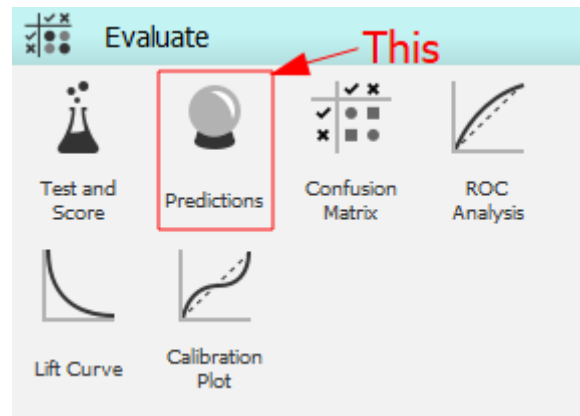 Evaluate
This
Test and
Score
Predictions
Confusion
Matrix
ROC
Analysis
Lift Curve
Calibration
Plot